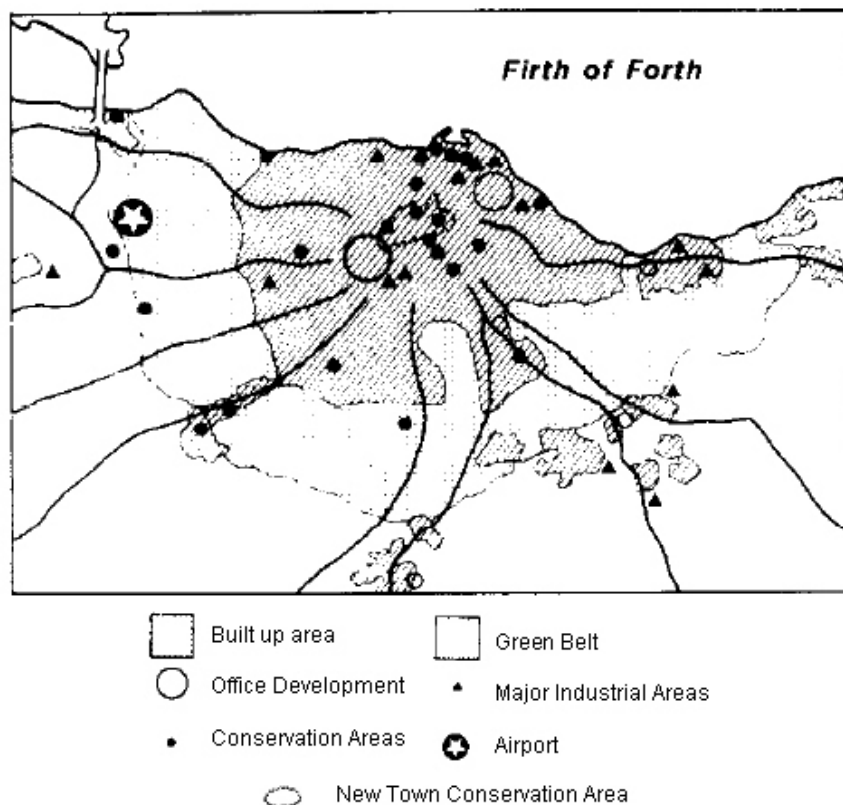 Firth of Forth
Built up area
Green Belt
Office Development
Major Industrial Areas
Conservation Areas
Airport
New Town Conservation Area